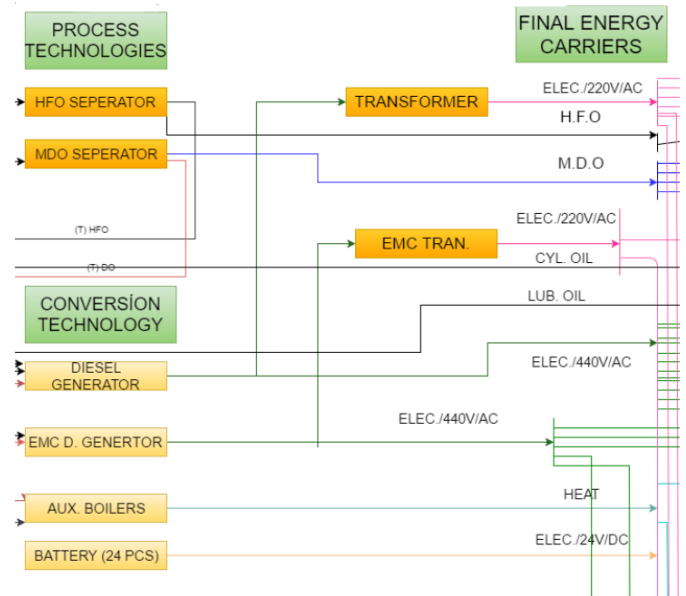 PROCESS
TECHNOLOGIES
FINAL ENERGY
CARRIERS
HFO SEPERATOR
TRANSFORMER
ELEC./220V/AC
H.F.O
MDO SEPERATOR
M.D.O
(T) HFO
EMC TRAN.
ELEC./220V/AC
CYL. OIL
(T) DO
CONVERSİON
TECHNOLOGY
LUB. OIL
DIESEL
GENERATOR
ELEC./440V/AC
ELEC./440V/AC
EMC D. GENERTOR
AUX. BOILERS
HEAT
BATTERY (24 PCS)
ELEC./24V/DC